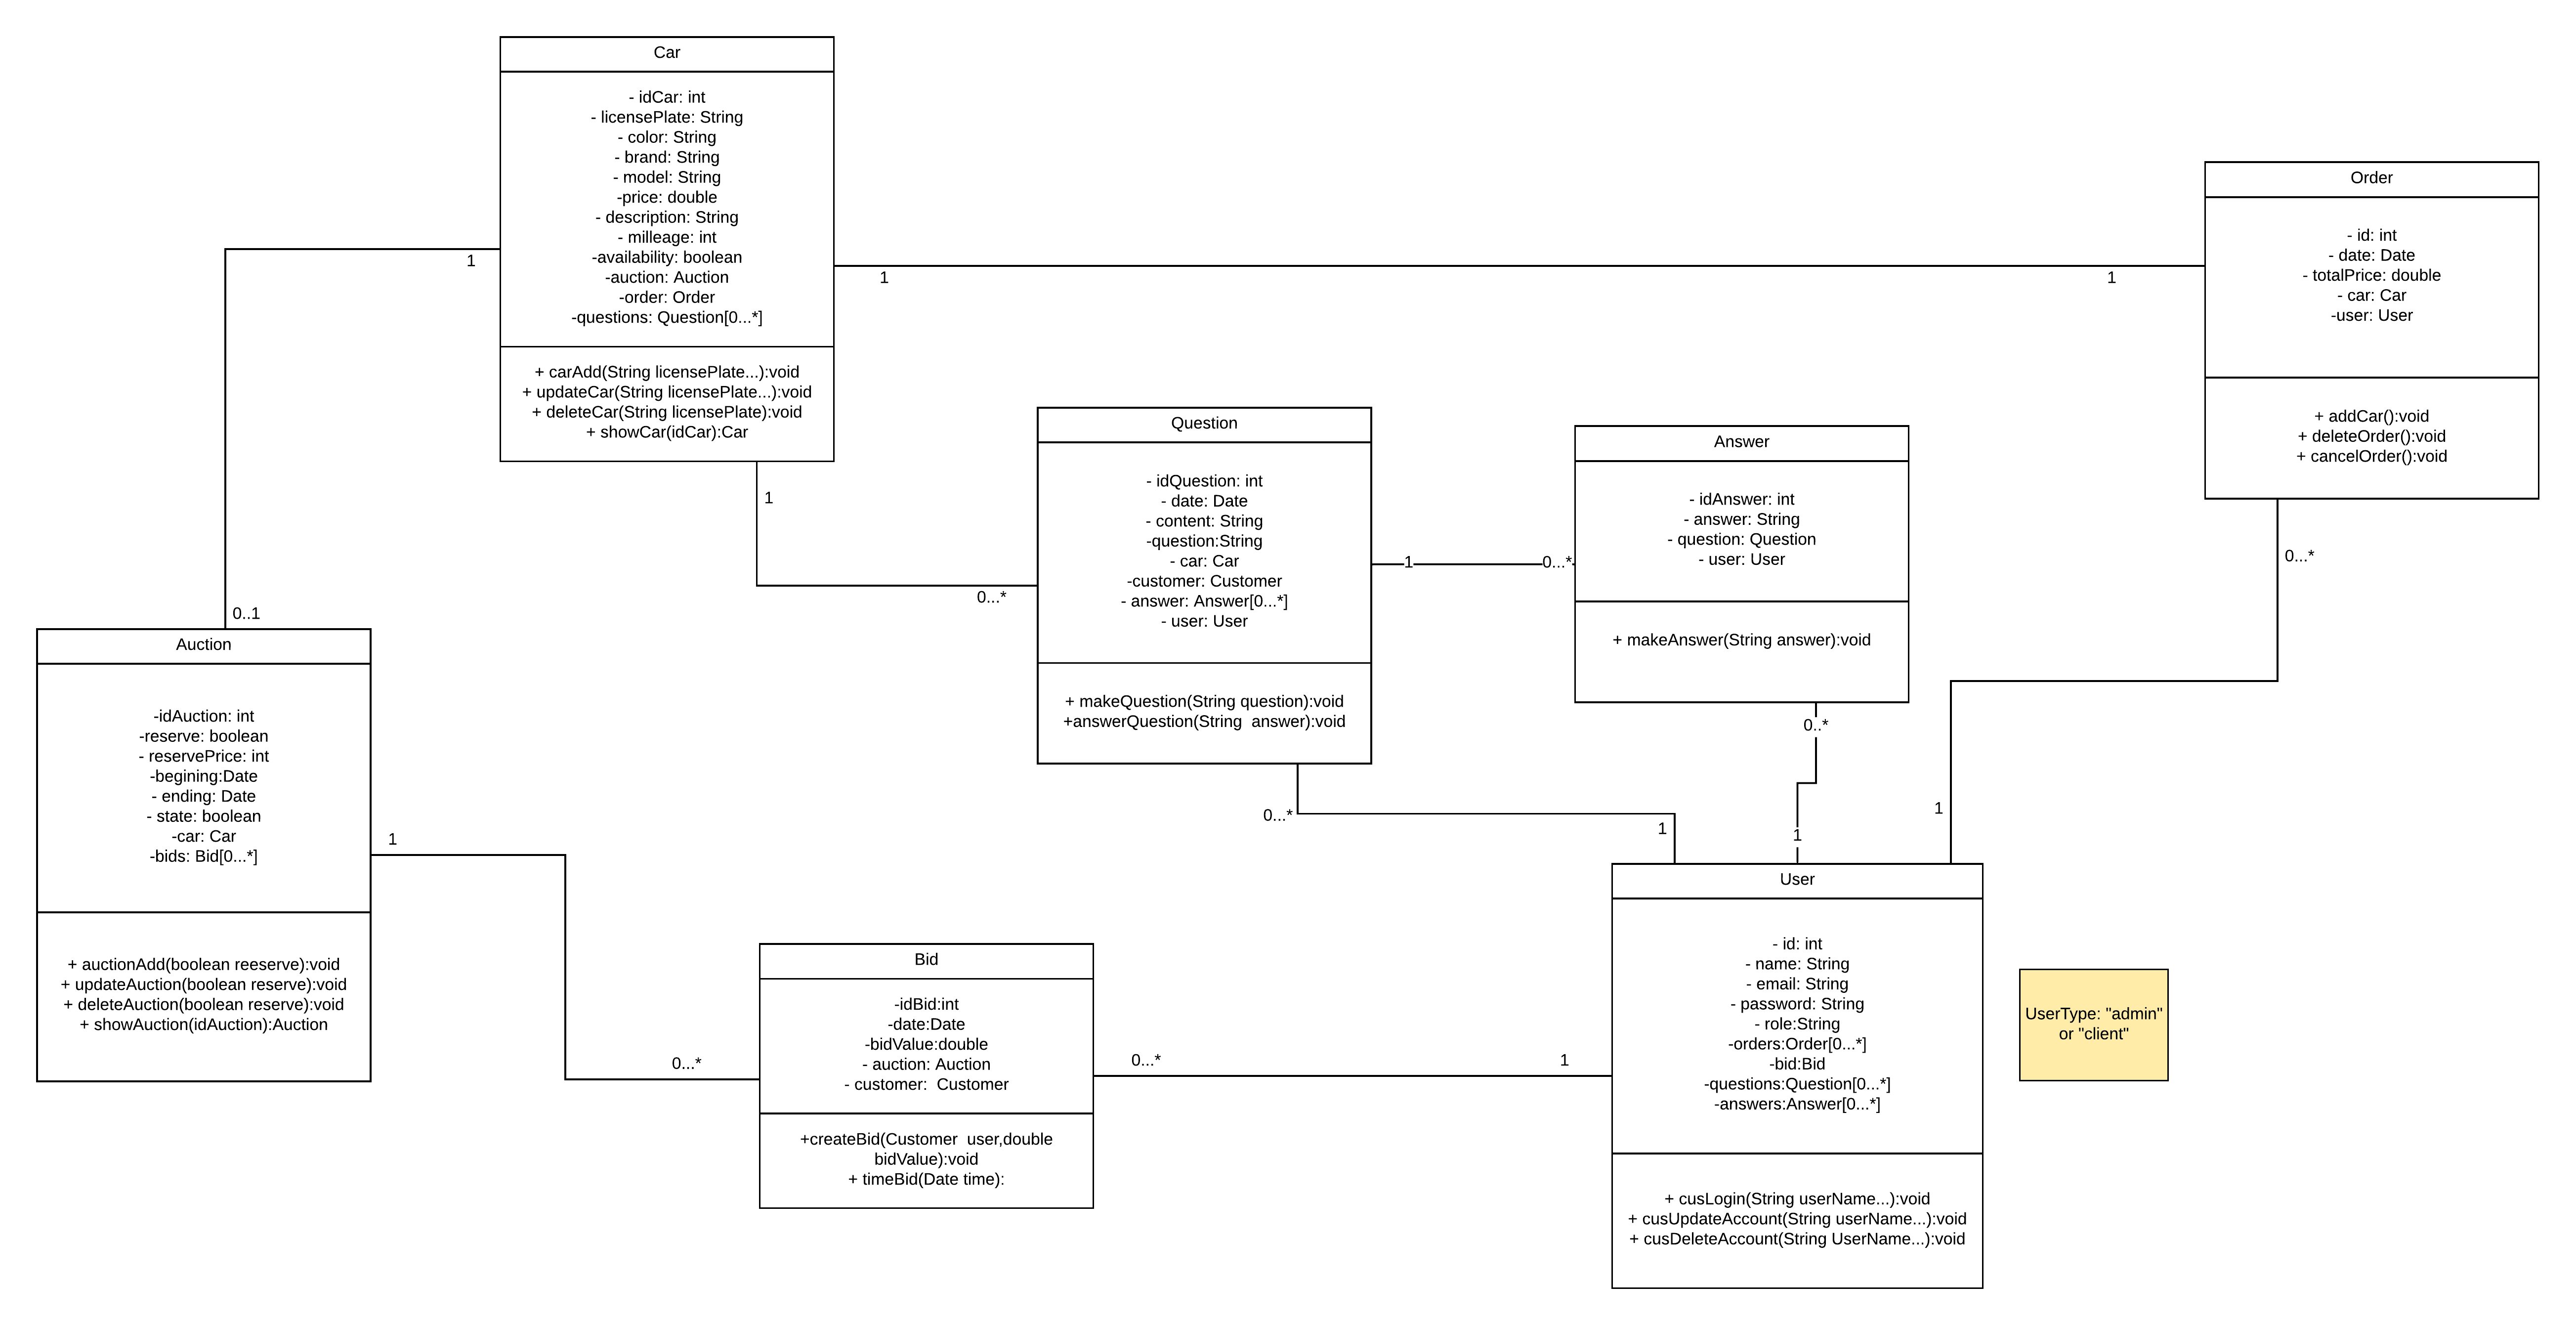 Car
- idCar: int
- licensePlate: String
- color: String
- brand: String
- model: String
-price: double
- description: String
- milleage: int
-availability: boolean
-auction: Auction
-order: Order
-questions: Question[0...*]
+ carAdd(String licensePlate...):void
+ updateCar(String licensePlate...):void
+ deleteCar(String licensePlate):void
+ showCar(idCar):Car
1
1
1
1
Order
- id: int
- date: Date
- totalPrice: double
- car: Car
-user: User
+ addCar():void
+ deleteOrder():void
+ cancelOrder():void
0...*
1
Question
- idQuestion: int
- date: Date
- content: String
-question:String
- car: Car
-customer: Customer
- answer: Answer[0...*]
- user: User
+ makeQuestion(String question):void
+answerQuestion(String  answer):void
0...*
1
0...*
Answer
- idAnswer: int
- answer: String
- question: Question
- user: User
+ makeAnswer(String answer):void
0..*
1
0...*
1
0..1
Auction
-idAuction: int
-reserve: boolean
- reservePrice: int
-begining:Date
- ending: Date
- state: boolean
-car: Car
-bids: Bid[0...*]
+ auctionAdd(boolean reeserve):void
+ updateAuction(boolean reserve):void
+ deleteAuction(boolean reserve):void
+ showAuction(idAuction):Auction
1
0...*
Bid
-idBid:int
-date:Date
-bidValue:double
- auction: Auction
- customer:  Customer
+createBid(Customer  user,double
bidValue):void
+ timeBid(Date time):
0...*
1
User
- id: int
- name: String
- email: String
- password: String
- role:String
-orders:Order[0...*]
-bid:Bid
-questions:Question[0...*]
-answers:Answer[0...*]
+ cusLogin(String userName...):void
+ cusUpdateAccount(String userName...):void
+ cusDeleteAccount(String UserName...):void
UserType: "admin"
or "client"